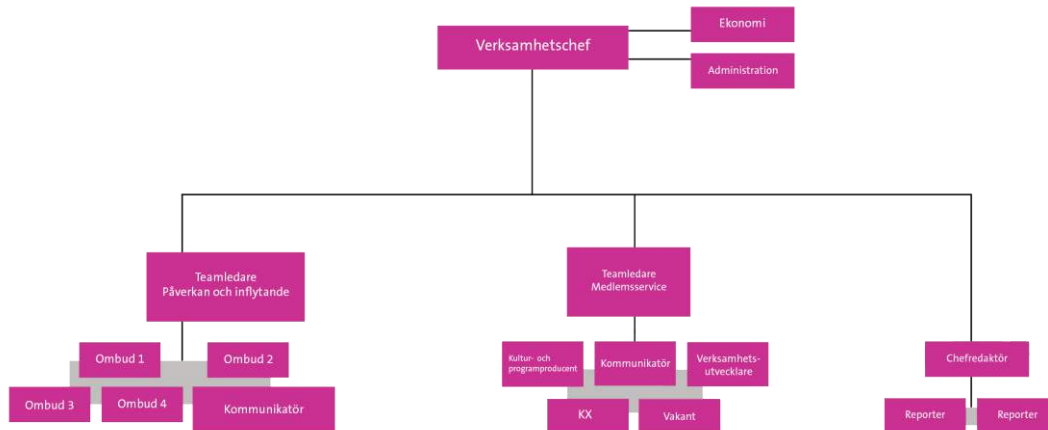 Ekonomi
Verksamhetschef
Administration
Teamledare
Påverkan och inflytande
Teamledare
Medlemsservice
Ombud 1
Ombud 2
Ombud 3
Ombud 4
Kommunikatör
Kultur- och
programproducent
Kommunikatör
Verksamhets-
utvecklare
KX
Vakant
Chefredaktör
Reporter
Reporter